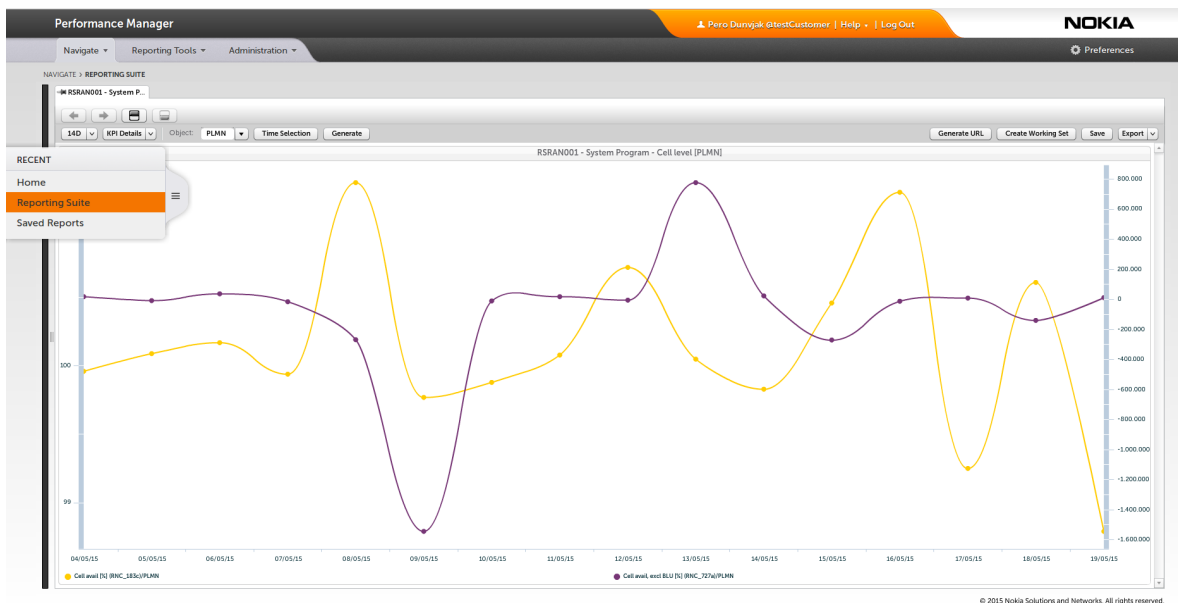 Performance Manager
Pero Dunvjak @testCustomer | Help | Log Out
NOKIA
Navigate
Reporting Tools
Administration
Preferences
NAVIGATE > REPORTING SUITE
RSRAN001 - System P...
14D
KPI Details
Object:
PLMN
Time Selection
Generate
Generate URL
Create Working Set
Save
Export
RSRAN001 - System Program - Cell level [PLMN]
RECENT
Home
Reporting Suite
Saved Reports
100
99
800.000
600.000
400.000
200.000
0
-200.000
-400.000
-600.000
-800.000
-1.000.000
-1.200.000
-1.400.000
-1.600.000
04/05/15 05/05/15 06/05/15 07/05/15 08/05/15 09/05/15 10/05/15 11/05/15 12/05/15 13/05/15 14/05/15 15/05/15 16/05/15 17/05/15 18/05/15 19/05/15
Cell avail [%] (RNC_183c)/PLMN
Cell avail, excl BLU [%] (RNC_727a)/PLMN
© 2015 Nokia Solutions and Networks. All rights reserved.